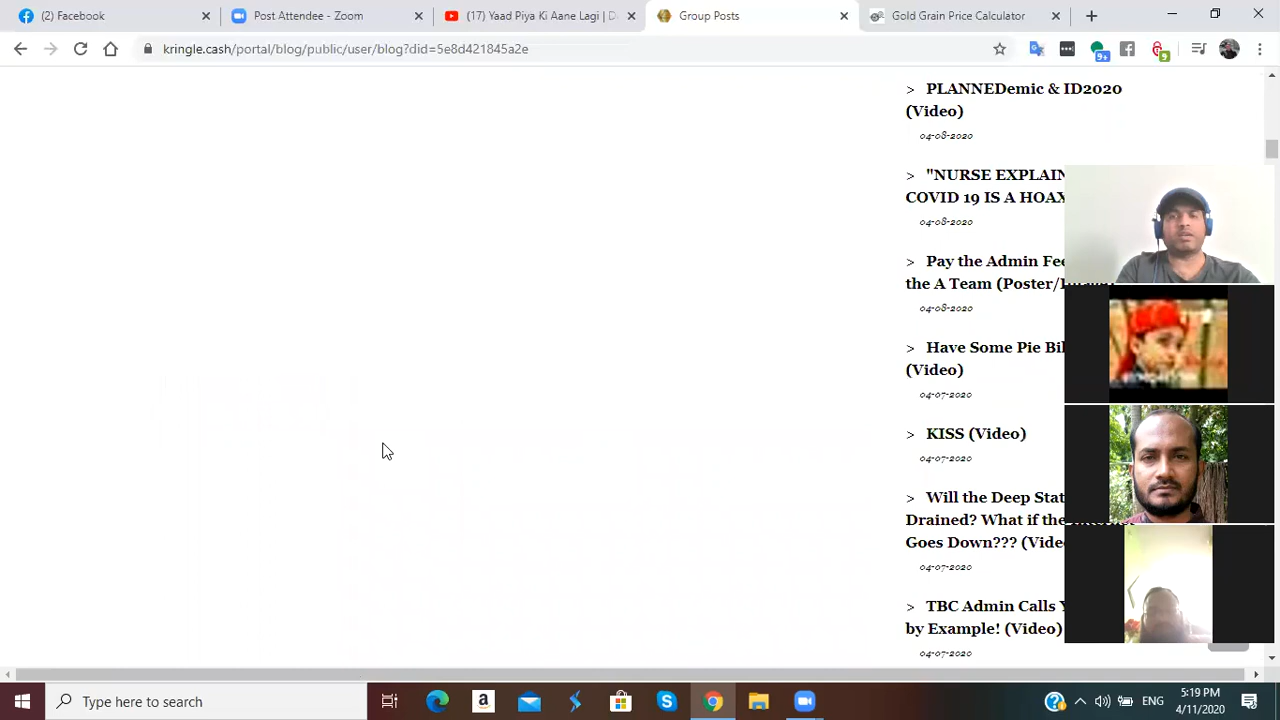 (2) Facebook
Post Attendee - Zoom
(17) Yaad Piya Ki Aane Lagi | D
Group Posts
Gold Grain Price Calculator
kringle.cash/portal/blog/public/user/blog?did=5e8d421845a2e
9+
9
> PLANNEDemic & ID2020
(Video)
04-08-2020
> "NURSE EXPLAIN
COVID 19 IS A HOAX
04-08-2020
> Pay the Admin Fee
the A Team (Poster/
04-08-2020
> Have Some Pie Bil
(Video)
04-07-2020
> KISS (Video)
04-07-2020
> Will the Deep Stat
Drained? What if the Internet
Goes Down??? (Vide
04-07-2020
> TBC Admin Calls Y
by Example! (Video)
04-07-2020
Type here to search
ENG
5:19 PM
4/11/2020